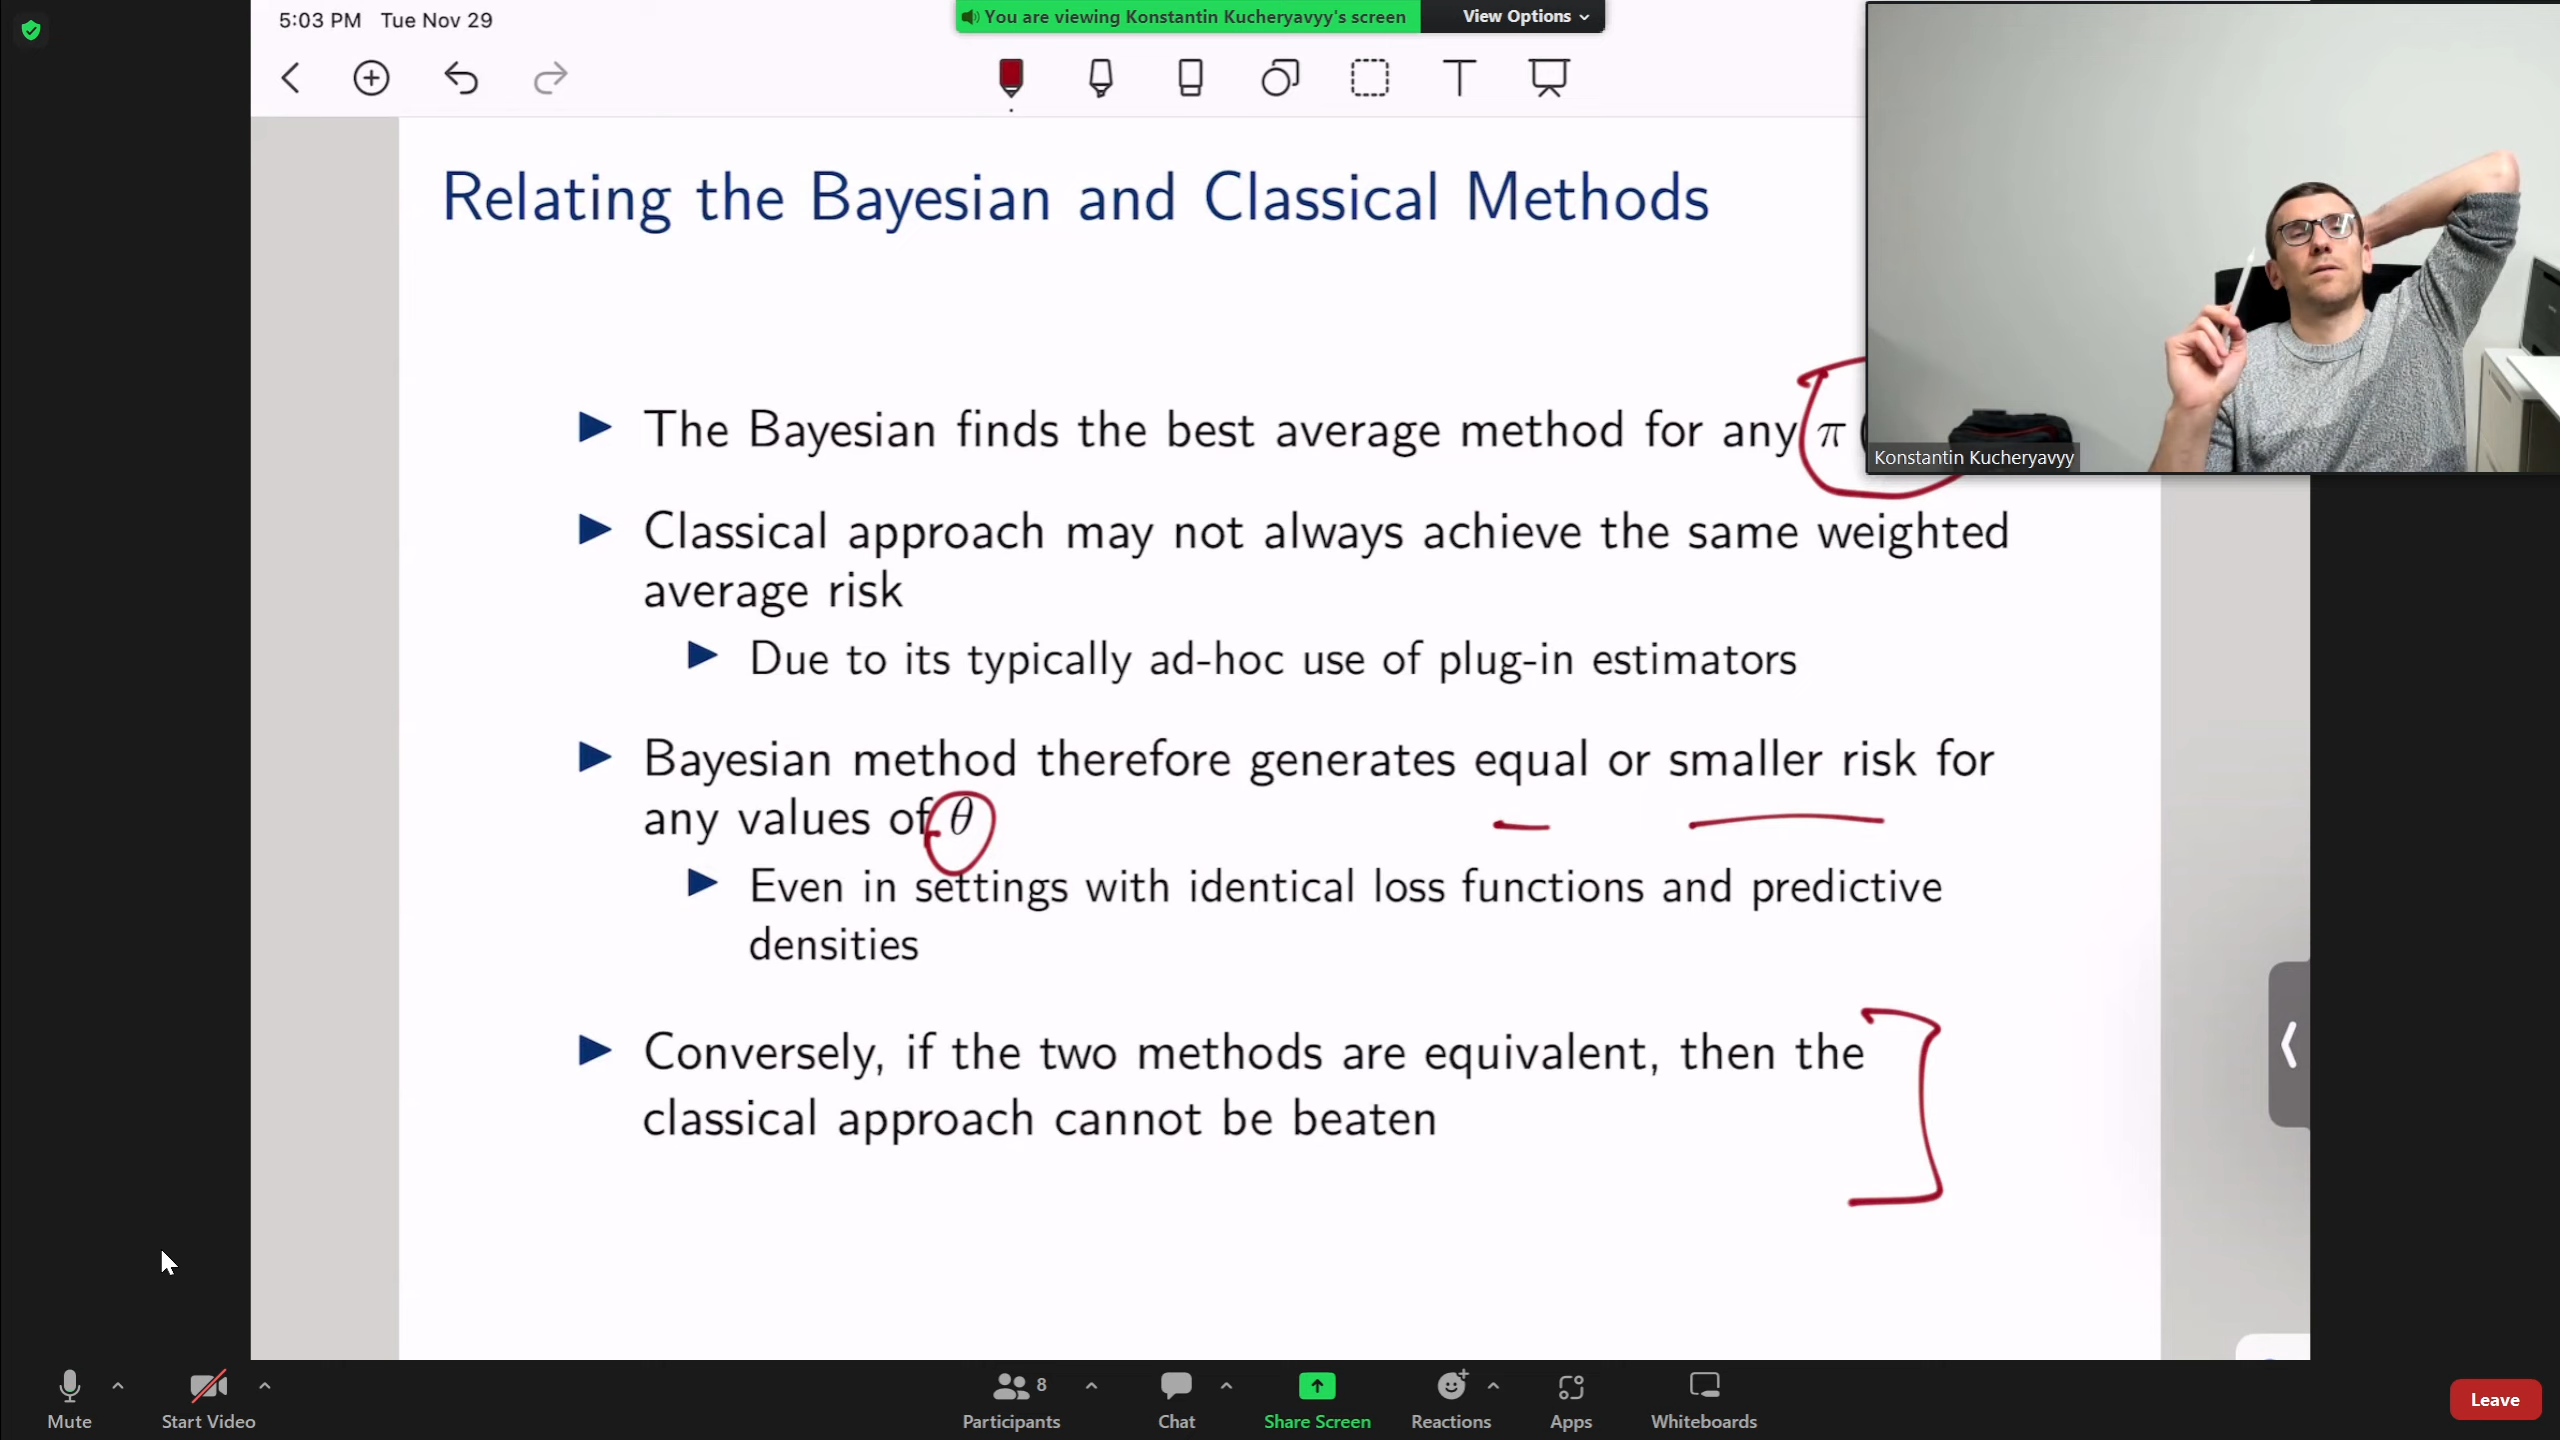 5:03 PM Tue Nov 29
You are viewing Konstantin Kucheryavyy's screen View Options
Relating the Bayesian and Classical Methods
The Bayesian finds the best average method for any π (
Konstantin Kucheryavyy
Classical approach may not always achieve the same weighted
average risk
Due to its typically ad-hoc use of plug-in estimators
Bayesian method therefore generates equal or smaller risk for
any values of θ
Even in settings with identical loss functions and predictive
densities
Conversely, if the two methods are equivalent, then the
classical approach cannot be beaten
8
Mute Start Video Participants Chat Share Screen Reactions Apps Whiteboards Leave